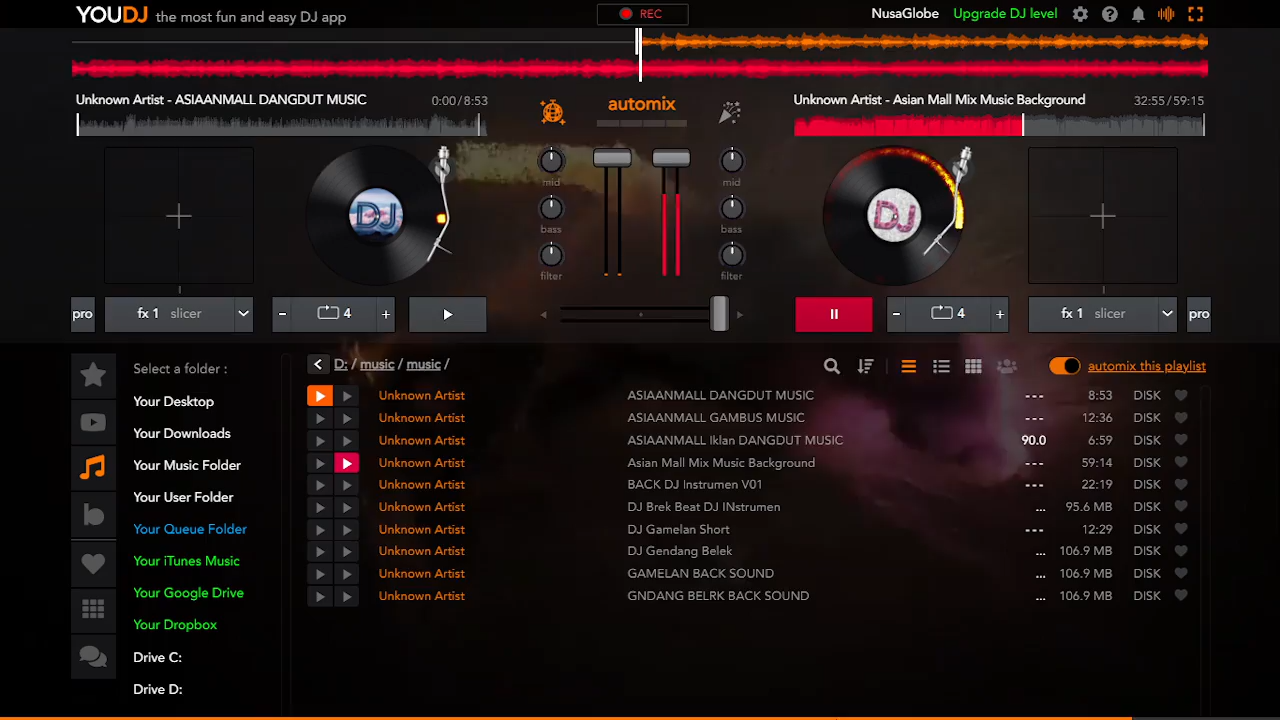 YOUDJ the most fun and easy DJ app
REC
NusaGlobe Upgrade DJ level
Unknown Artist - ASIAANMALL DANGDUT MUSIC 0:00/8:53
automix
Unknown Artist - Asian Mall Mix Music Background 32:55/59:15
DJ
DJ
mid mid
bass bass
filter filter
pro fx 1 slicer - 4 +
- 4 + fx 1 slicer pro
Select a folder :
Your Desktop
Your Downloads
Your Music Folder
Your User Folder
Your Queue Folder
Your iTunes Music
Your Google Drive
Your Dropbox
Drive C:
Drive D:
D: / music / music /
automix this playlist
Unknown Artist ASIAANMALL DANGDUT MUSIC --- 8:53 DISK
Unknown Artist ASIAANMALL GAMBUS MUSIC --- 12:36 DISK
Unknown Artist ASIAANMALL Iklan DANGDUT MUSIC 90.0 6:59 DISK
Unknown Artist Asian Mall Mix Music Background --- 59:14 DISK
Unknown Artist BACK DJ Instrumen V01 --- 22:19 DISK
Unknown Artist DJ Brek Beat DJ INstrumen ... 95.6 MB DISK
Unknown Artist DJ Gamelan Short --- 12:29 DISK
Unknown Artist DJ Gendang Belek ... 106.9 MB DISK
Unknown Artist GAMELAN BACK SOUND ... 106.9 MB DISK
Unknown Artist GNDANG BELRK BACK SOUND ... 106.9 MB DISK